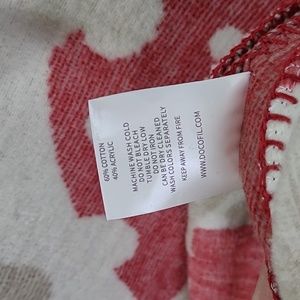 60% COTTON
40% ACRYLIC
MACHINE WASH COLD
DO NOT BLEACH
TUMBLE DRY LOW
DO NOT IRON
CAN BE DRY CLEANED
WASH COLORS SEPARATELY
KEEP AWAY FROM FIRE
WWW.DOCOFIL.COM